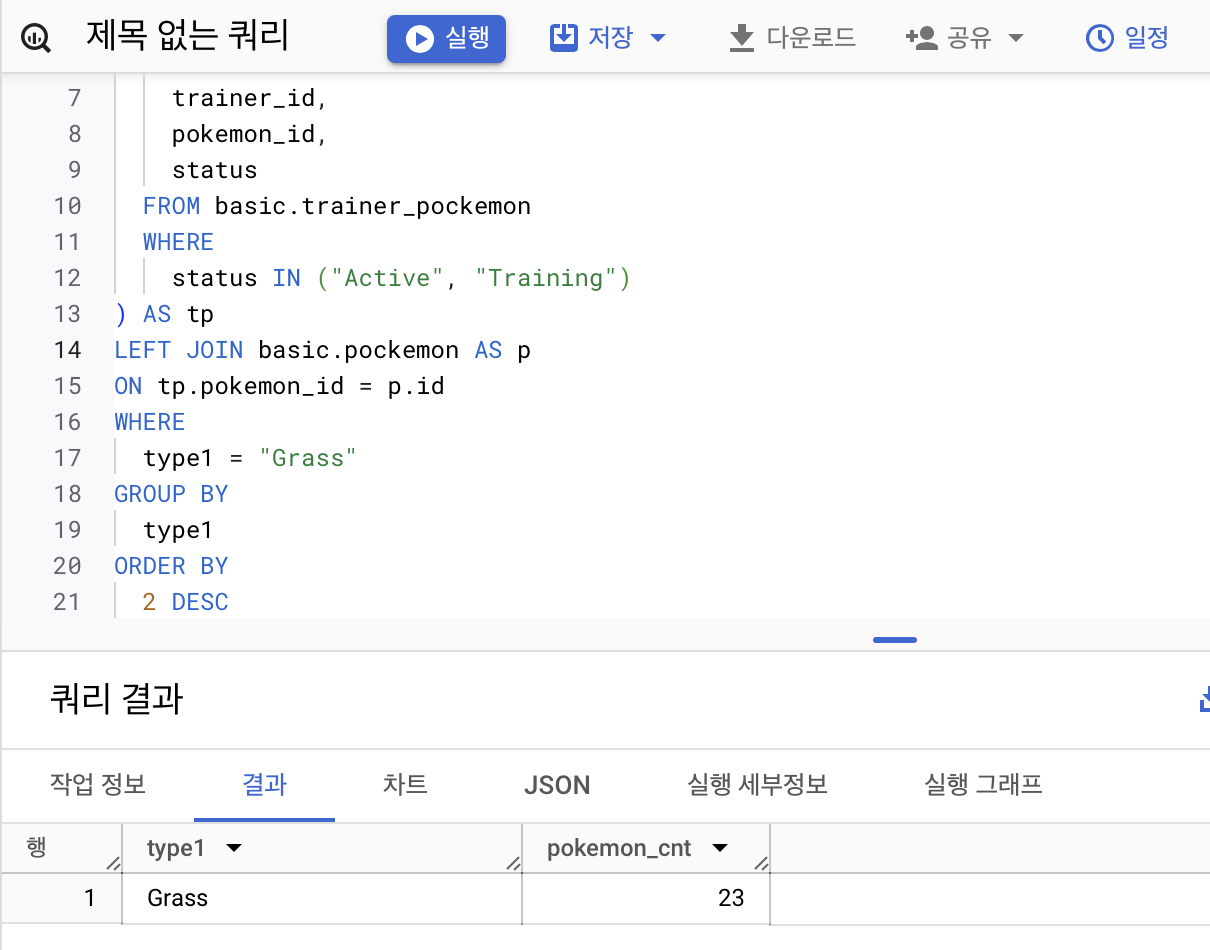 제목 없는 쿼리 실행 저장 다운로드 공유 일정
7 trainer_id,
8 pokemon_id,
9 status
10 FROM basic.trainer_pockemon
11 WHERE
12 status IN ("Active", "Training")
13 ) AS tp
14 LEFT JOIN basic.pockemon AS p
15 ON tp.pokemon_id = p.id
16 WHERE
17 type1 = "Grass"
18 GROUP BY
19 type1
20 ORDER BY
21 2 DESC
쿼리 결과
작업 정보 결과 차트 JSON 실행 세부정보 실행 그래프
행 type1 pokemon_cnt
1 Grass 23